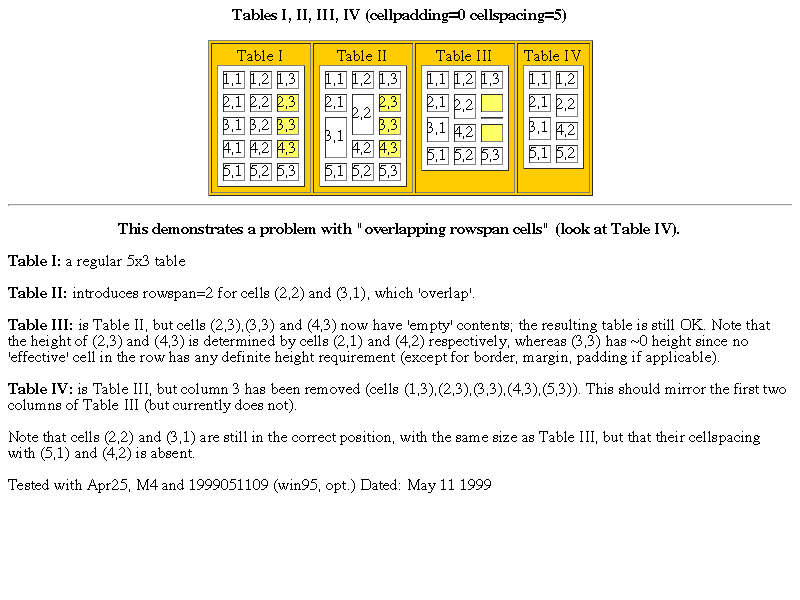 Tables I, II, III, IV (cellpadding=0 cellspacing=5)
Table I Table II Table III Table IV
1,1 1,2 1,3 1,1 1,2 1,3 1,1 1,2 1,3 1,1 1,2
2,1 2,2 2,3 2,1 2,2 2,3 2,1 2,2 2,1 2,2
3,1 3,2 3,3 3,1 3,3 3,1 3,1
4,1 4,2 4,3 4,2 4,3 4,2 4,2
5,1 5,2 5,3 5,1 5,2 5,3 5,1 5,2 5,3 5,1 5,2
This demonstrates a problem with "overlapping rowspan cells" (look at Table IV).
Table I: a regular 5x3 table
Table II: introduces rowspan=2 for cells (2,2) and (3,1), which 'overlap'.
Table III: is Table II, but cells (2,3),(3,3) and (4,3) now have 'empty' contents; the resulting table is still OK. Note that
the height of (2,3) and (4,3) is determined by cells (2,1) and (4,2) respectively, whereas (3,3) has ~0 height since no
'effective' cell in the row has any definite height requirement (except for border, margin, padding if applicable).
Table IV: is Table III, but column 3 has been removed (cells (1,3),(2,3),(3,3),(4,3),(5,3)). This should mirror the first two
columns of Table III (but currently does not).
Note that cells (2,2) and (3,1) are still in the correct position, with the same size as Table III, but that their cellspacing
with (5,1) and (4,2) is absent.
Tested with Apr25, M4 and 1999051109 (win95, opt.) Dated: May 11 1999